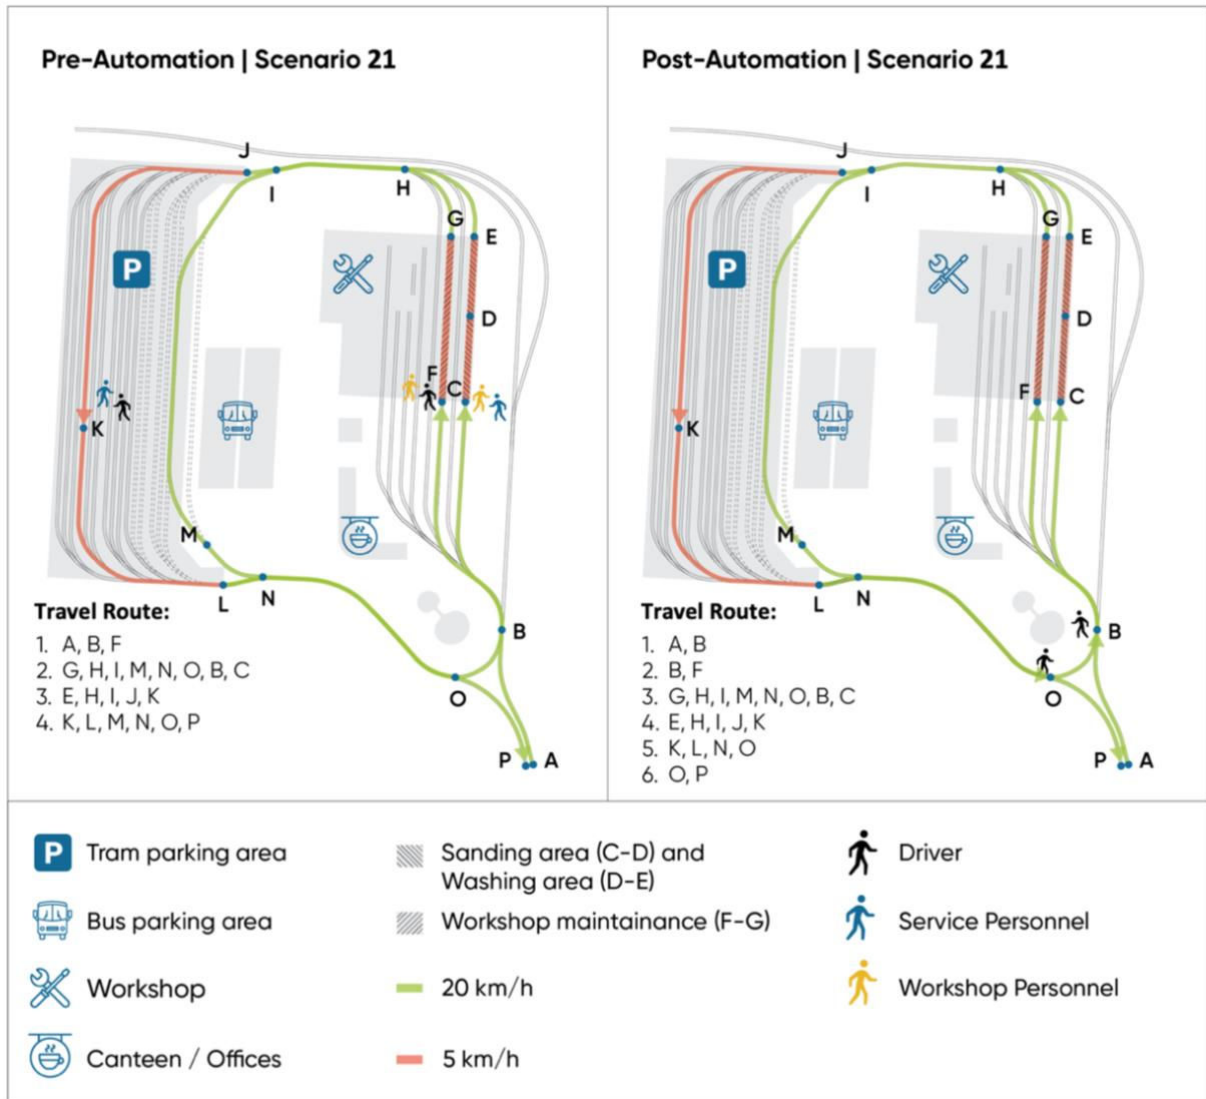 Pre-Automation | Scenario 21
J
I
H
G
E
P
D
F
C
K
M
L
N
B
O
P
A
Travel Route:
1. A, B, F
2. G, H, I, M, N, O, B, C
3. E, H, I, J, K
4. K, L, M, N, O, P
Post-Automation | Scenario 21
J
I
H
G
E
P
D
F
C
K
M
L
N
B
O
P
A
Travel Route:
1. A, B
2. B, F
3. G, H, I, M, N, O, B, C
4. E, H, I, J, K
5. K, L, N, O
6. O, P
P
Tram parking area
Bus parking area
Workshop
Canteen / Offices
Sanding area (C-D) and
Washing area (D-E)
Workshop maintainance (F-G)
20 km/h
5 km/h
Driver
Service Personnel
Workshop Personnel